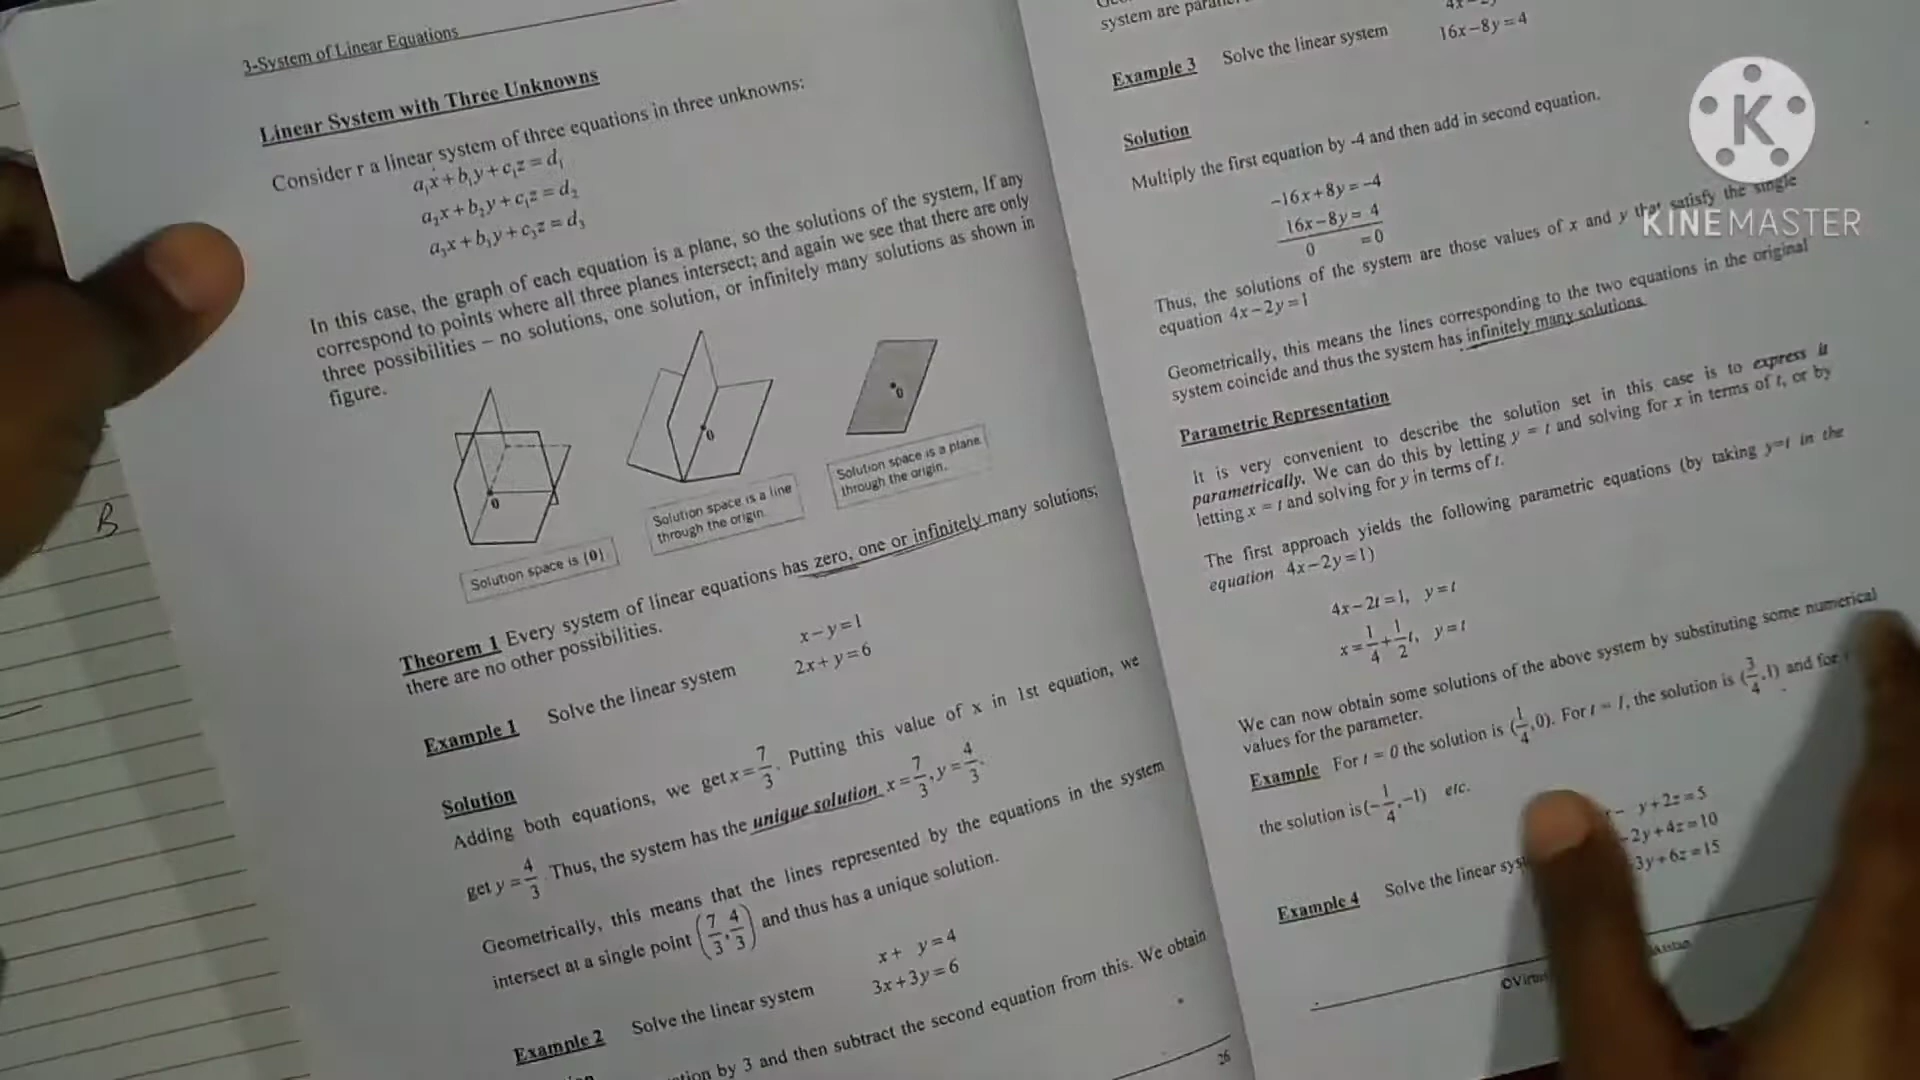 3-System of Linear Equations
Linear System with Three Unknowns
Consider r a linear system of three equations in three unknowns:
a₁x+b₁y+c₁z=d₁
a₂x+b₂y+c₁z=d₂
a₃x+b₃y+c₃z=d₃
In this case, the graph of each equation is a plane, so the solutions of the system, If any
correspond to points where all three planes intersect; and again we see that there are only
three possibilities – no solutions, one solution, or infinitely many solutions as shown in
figure.
0
0
0
Solution space is {0}
Solution space is a line
through the origin.
Solution space is a plane
through the origin.
Theorem 1 Every system of linear equations has zero, one or infinitely many solutions;
there are no other possibilities.
Example 1 Solve the linear system
x−y=1
2x+y=6
Solution
Adding both equations, we get x=7/3. Putting this value of x in 1st equation, we
get y=4/3. Thus, the system has the unique solution x=7/3, y=4/3.
Geometrically, this means that the lines represented by the equations in the system
intersect at a single point (7/3, 4/3) and thus has a unique solution.
Example 2 Solve the linear system
x+ y=4
3x+3y=6
by 3 and then subtract the second equation from this. We obtain
26
B
system are
Example 3 Solve the linear system
16x−8y=4
Solution
Multiply the first equation by -4 and then add in second equation.
−16x+8y=−4
16x−8y= 4
0 =0
Thus, the solutions of the system are those values of x and y that satisfy the single
equation 4x−2y=1
Geometrically, this means the lines corresponding to the two equations in the original
system coincide and thus the system has infinitely many solutions.
Parametric Representation
It is very convenient to describe the solution set in this case is to express it
parametrically. We can do this by letting y = t and solving for x in terms of t, or by
letting x = t and solving for y in terms of t.
The first approach yields the following parametric equations (by taking y=t in the
equation 4x−2y=1)
4x−2t=1, y=t
x=1/4+1/2t, y=t
We can now obtain some solutions of the above system by substituting some numerical
values for the parameter.
Example For t = 0 the solution is (1/4,0). For t = 1, the solution is (3/4,1) and for
the solution is (−1/4,−1) etc.
Example 4 Solve the linear
y+2z=5
2y+4z=10
3y+6z=15
K
KINEMASTER